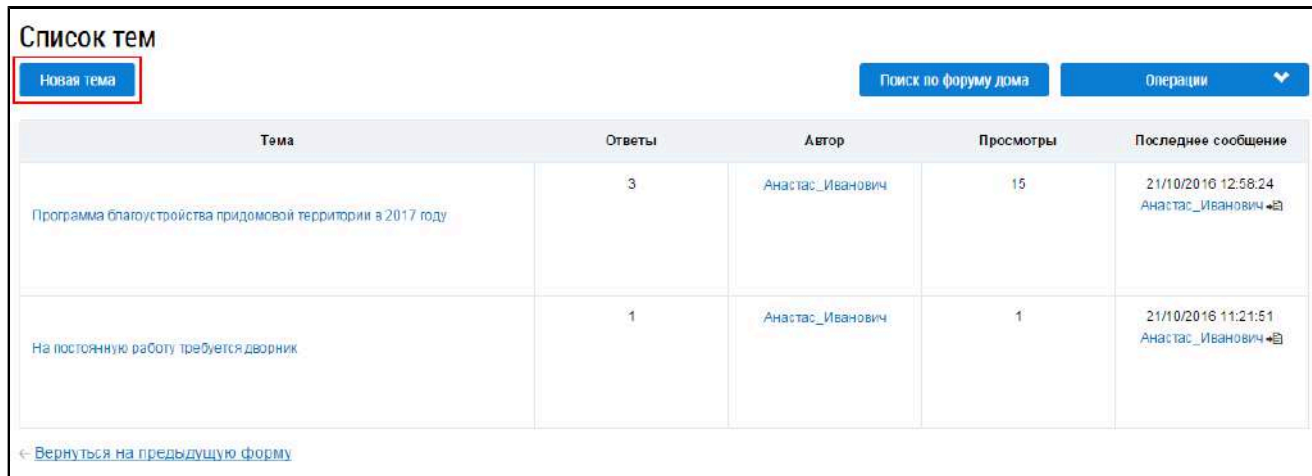 Список тем
Новая тема
Поиск по форуму дома
Операции
Тема
Ответы
Автор
Просмотры
Последнее сообщение
Программа благоустройства придомовой территории в 2017 году
3
Анастас_Иванович
15
21/10/2016 12:58:24
Анастас_Иванович
На постоянную работу требуется дворник
1
Анастас_Иванович
1
21/10/2016 11:21:51
Анастас_Иванович
← Вернуться на предыдущую форму